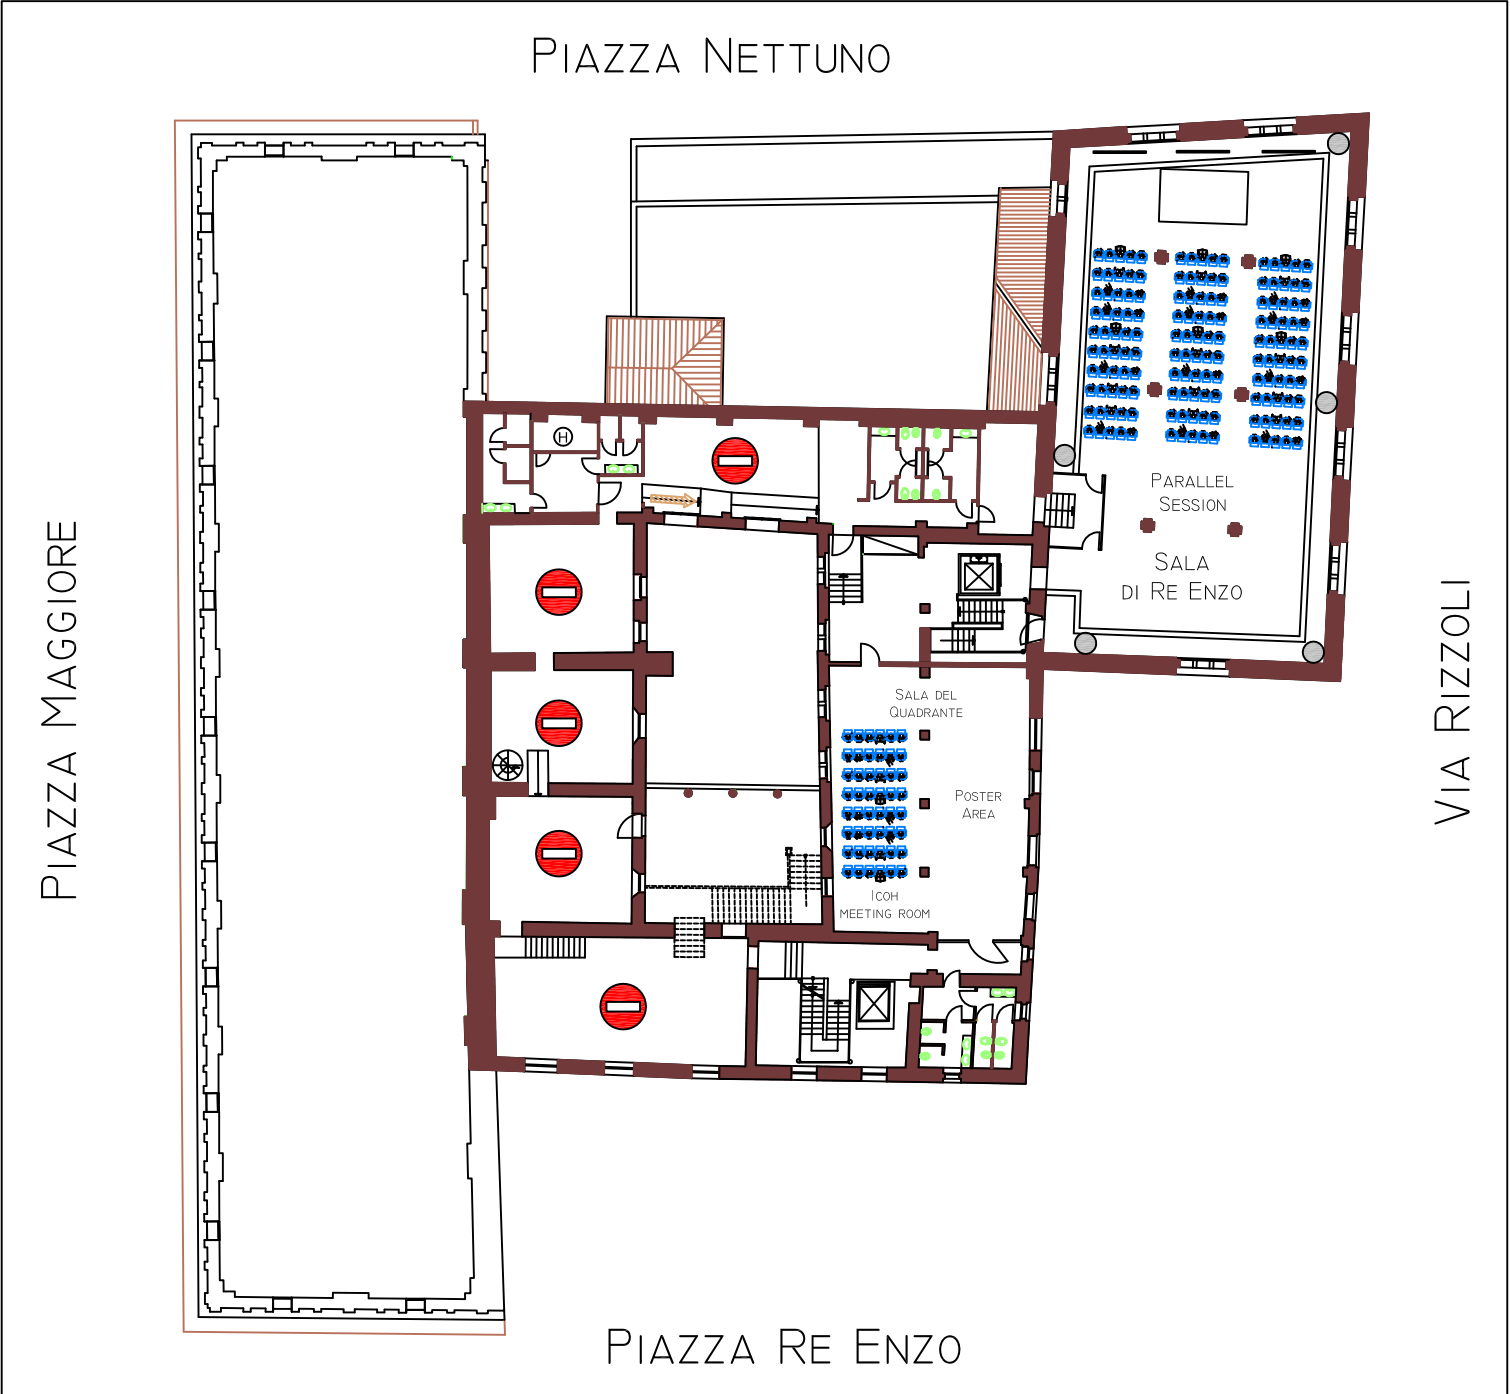 PIAZZA NETTUNO
H
PARALLEL
SESSION
SALA
DI RE ENZO
PIAZZA MAGGIORE
VIA RIZZOLI
SALA DEL
QUADRANTE
POSTER
AREA
ICOH
MEETING ROOM
PIAZZA RE ENZO